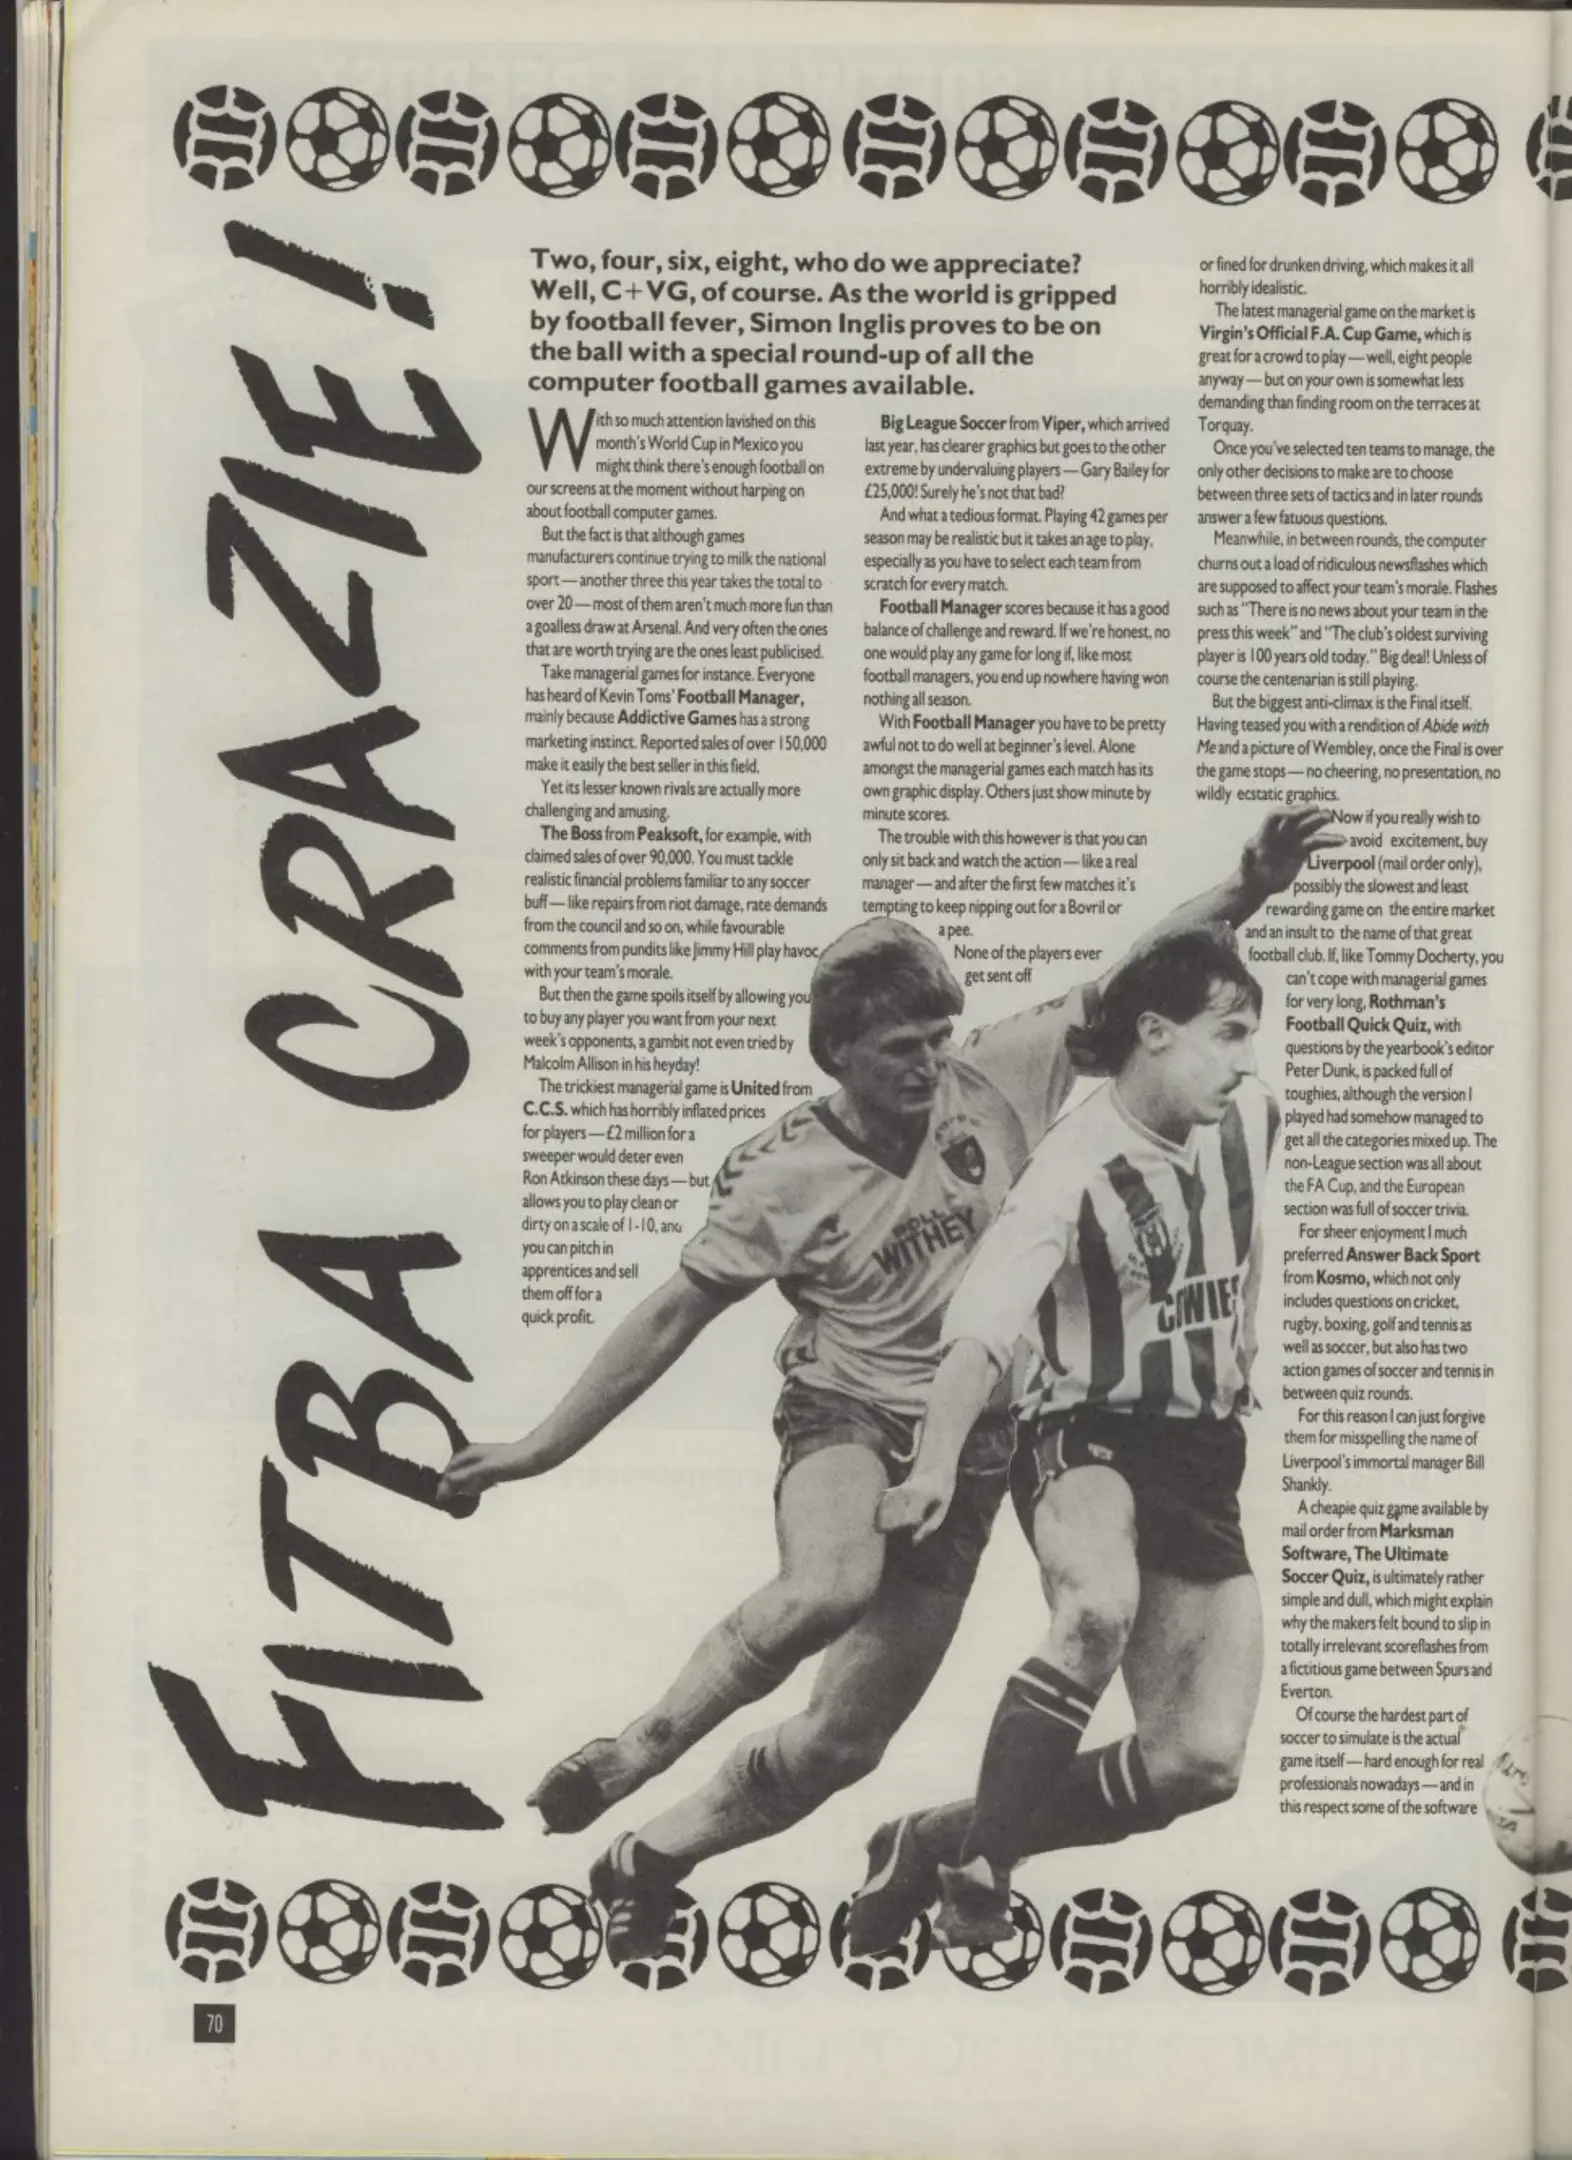 FITBA CRAZIE!
Two, four, six, eight, who do we appreciate?
Well, C+VG, of course. As the world is gripped
by football fever, Simon Inglis proves to be on
the ball with a special round-up of all the
computer football games available.
With so much attention lavished on this
month's World Cup in Mexico you
might think there's enough football on
our screens at the moment without harping on
about football computer games.
But the fact is that although games
manufacturers continue trying to milk the national
sport — another three this year takes the total to
over 20 — most of them aren't much more fun than
a goalless draw at Arsenal. And very often the ones
that are worth trying are the ones least publicised.
Take managerial games for instance. Everyone
has heard of Kevin Toms' Football Manager,
mainly because Addictive Games has a strong
marketing instinct. Reported sales of over 150,000
make it easily the best seller in this field.
Yet its lesser known rivals are actually more
challenging and amusing.
The Boss from Peaksoft, for example, with
claimed sales of over 90,000. You must tackle
realistic financial problems familiar to any soccer
buff — like repairs from riot damage, rate demands
from the council and so on, while favourable
comments from pundits like Jimmy Hill play havoc
with your team's morale.
But then the game spoils itself by allowing you
to buy any player you want from your next
week's opponents, a gambit not even tried by
Malcolm Allison in his heyday!
The trickiest managerial game is United from
C.C.S. which has horribly inflated prices
for players — £2 million for a
sweeper would deter even
Ron Atkinson these days — but
allows you to play clean or
dirty on a scale of 1-10, and
you can pitch in
apprentices and sell
them off for a
quick profit.
Big League Soccer from Viper, which arrived
last year, has clearer graphics but goes to the other
extreme by undervaluing players — Gary Bailey for
£25,000! Surely he's not that bad?
And what a tedious format. Playing 42 games per
season may be realistic but it takes an age to play,
especially as you have to select each team from
scratch for every match.
Football Manager scores because it has a good
balance of challenge and reward. If we're honest, no
one would play any game for long if, like most
football managers, you end up nowhere having won
nothing all season.
With Football Manager you have to be pretty
awful not to do well at beginner's level. Alone
amongst the managerial games each match has its
own graphic display. Others just show minute by
minute scores.
The trouble with this however is that you can
only sit back and watch the action — like a real
manager — and after the first few matches it's
tempting to keep nipping out for a Bovril or
a pee.
None of the players ever
get sent off
or fined for drunken driving, which makes it all
horribly idealistic.
The latest managerial game on the market is
Virgin's Official F.A. Cup Game, which is
great for a crowd to play — well, eight people
anyway — but on your own is somewhat less
demanding than finding room on the terraces at
Torquay.
Once you've selected ten teams to manage, the
only other decisions to make are to choose
between three sets of tactics and in later rounds
answer a few fatuous questions.
Meanwhile, in between rounds, the computer
churns out a load of ridiculous newsflashes which
are supposed to affect your team's morale. Flashes
such as "There is no news about your team in the
press this week" and "The club's oldest surviving
player is 100 years old today." Big deal! Unless of
course the centenarian is still playing.
But the biggest anti-climax is the Final itself.
Having teased you with a rendition of Abide with
Me and a picture of Wembley, once the Final is over
the game stops — no cheering, no presentation, no
wildly ecstatic graphics.
Now if you really wish to
avoid excitement, buy
Liverpool (mail order only),
possibly the slowest and least
rewarding game on the entire market
and an insult to the name of that great
football club. If, like Tommy Docherty, you
can't cope with managerial games
for very long, Rothman's
Football Quick Quiz, with
questions by the yearbook's editor
Peter Dunk, is packed full of
toughies, although the version I
played had somehow managed to
get all the categories mixed up. The
non-League section was all about
the FA Cup, and the European
section was full of soccer trivia.
For sheer enjoyment I much
preferred Answer Back Sport
from Kosmo, which not only
includes questions on cricket,
rugby, boxing, golf and tennis as
well as soccer, but also has two
action games of soccer and tennis in
between quiz rounds.
For this reason I can just forgive
them for misspelling the name of
Liverpool's immortal manager Bill
Shankly.
A cheapie quiz game available by
mail order from Marksman
Software, The Ultimate
Soccer Quiz, is ultimately rather
simple and dull, which might explain
why the makers felt bound to slip in
totally irrelevant scoreflashes from
a fictitious game between Spurs and
Everton.
Of course the hardest part of
soccer to simulate is the actual
game itself — hard enough for real
professionals nowadays — and in
this respect some of the software
WITHEY
70